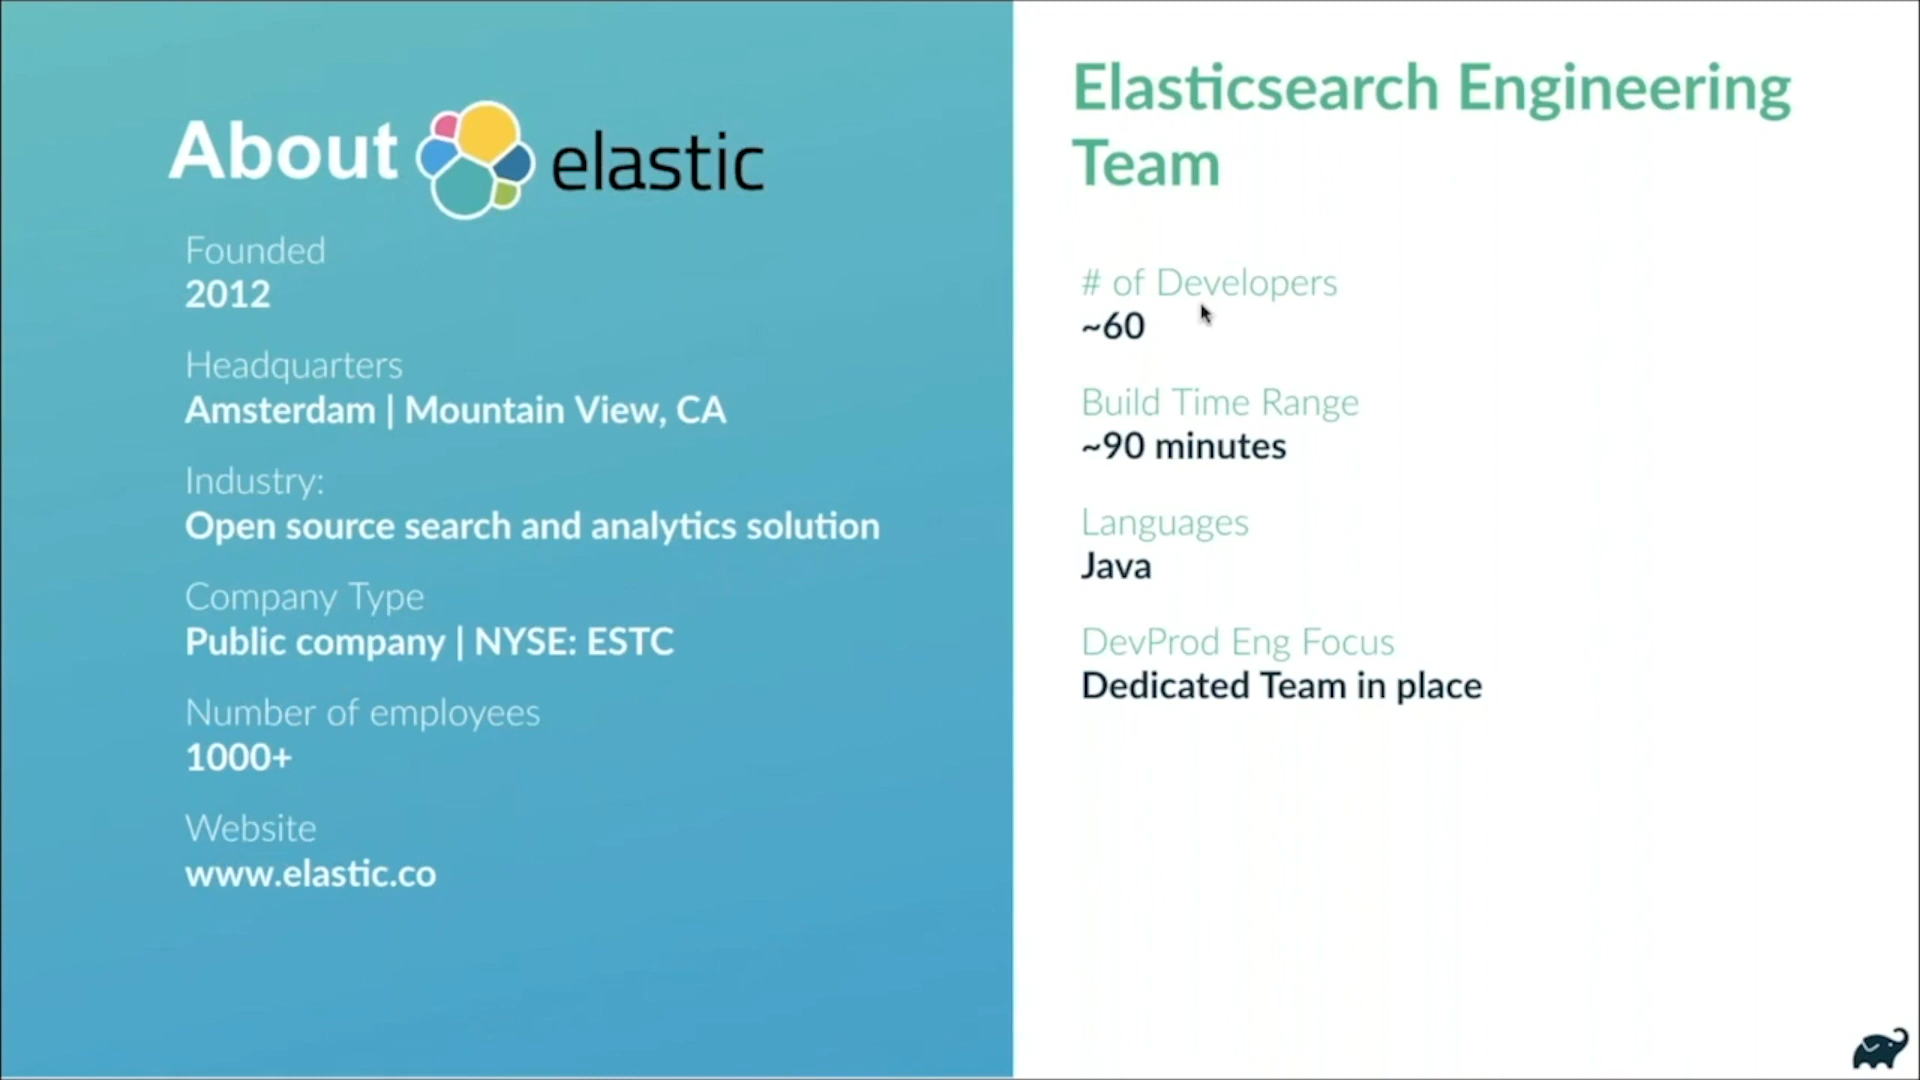 About elastic
Founded
2012
Headquarters
Amsterdam | Mountain View, CA
Industry:
Open source search and analytics solution
Company Type
Public company | NYSE: ESTC
Number of employees
1000+
Website
www.elastic.co
Elasticsearch Engineering
Team
# of Developers
~60
Build Time Range
~90 minutes
Languages
Java
DevProd Eng Focus
Dedicated Team in place